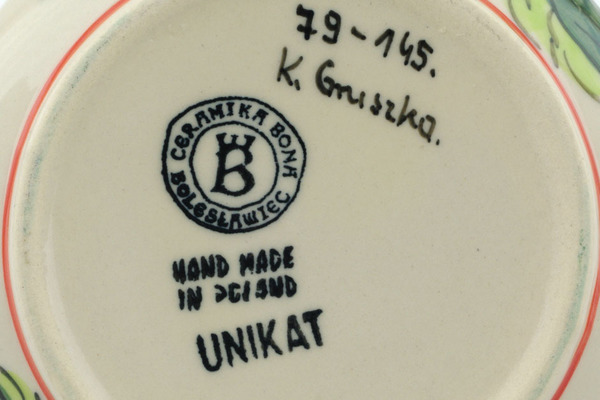 79-145.
K. Gruszka.
CERAMIKA BONA
B
BOLESŁAWIEC
HAND MADE
IN POLAND
UNIKAT